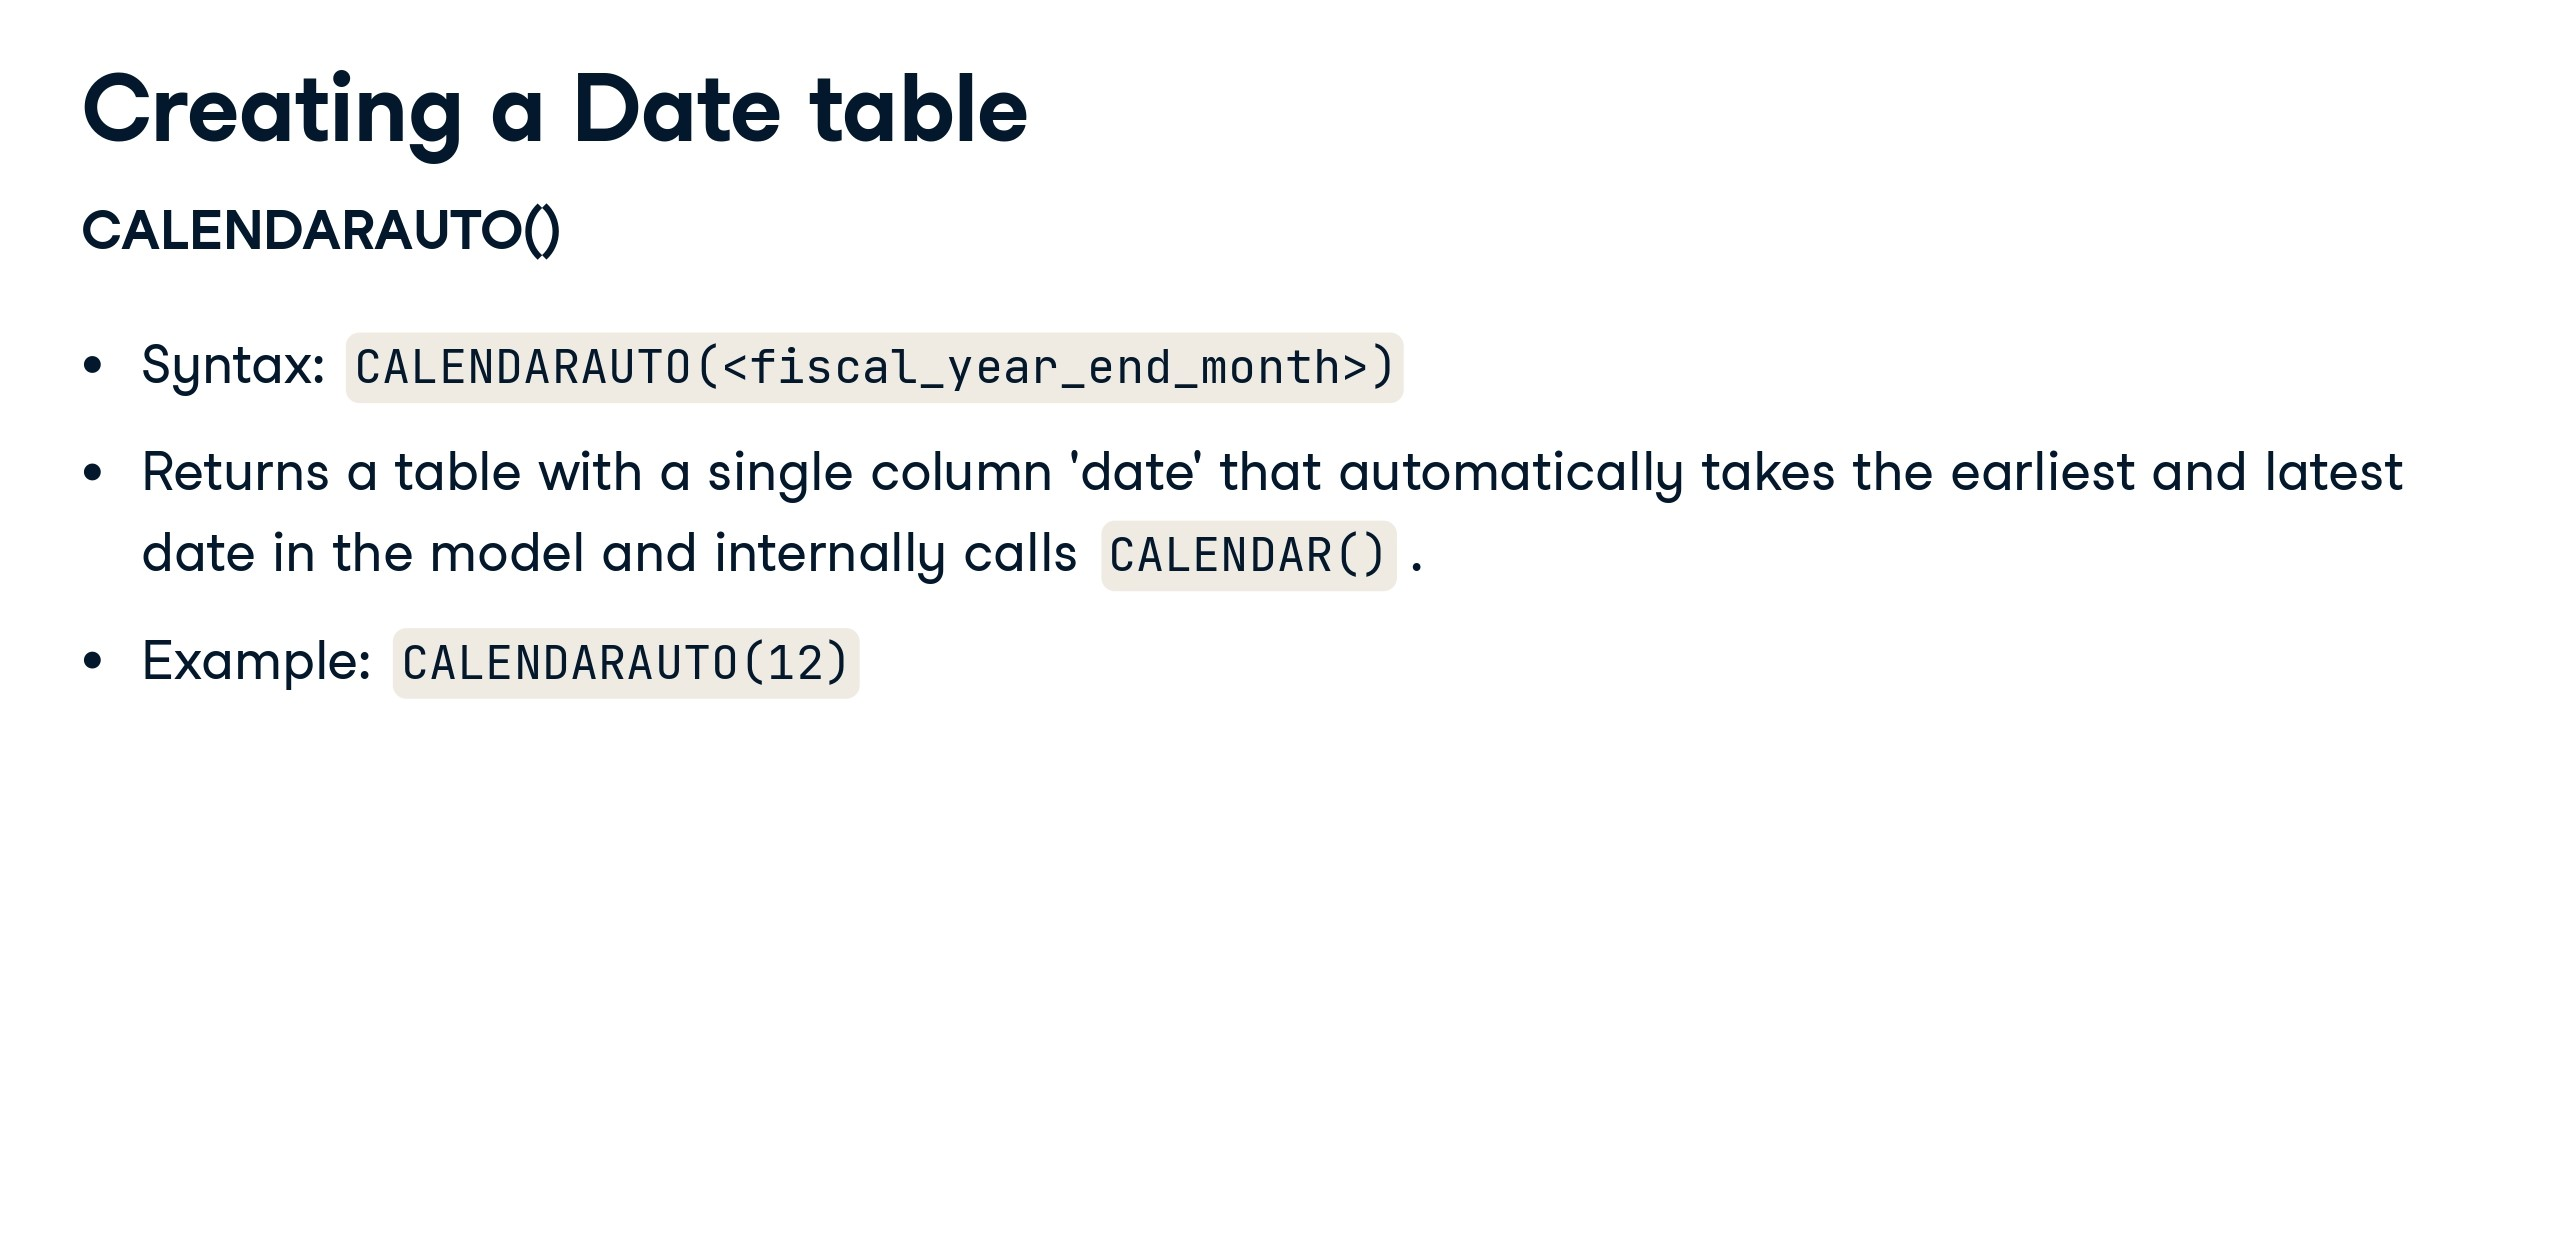 Creating a Date table
CALENDARAUTO()
• Syntax: CALENDARAUTO(<fiscal_year_end_month>)
• Returns a table with a single column 'date' that automatically takes the earliest and latest
date in the model and internally calls CALENDAR() .
• Example: CALENDARAUTO(12)